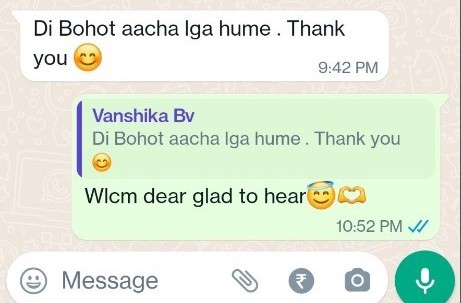 Di Bohot aacha lga hume . Thank
you 😊
9:42 PM
Vanshika Bv
Di Bohot aacha lga hume . Thank you
😊
Wlcm dear glad to hear😇🫶
10:52 PM
Message
₹